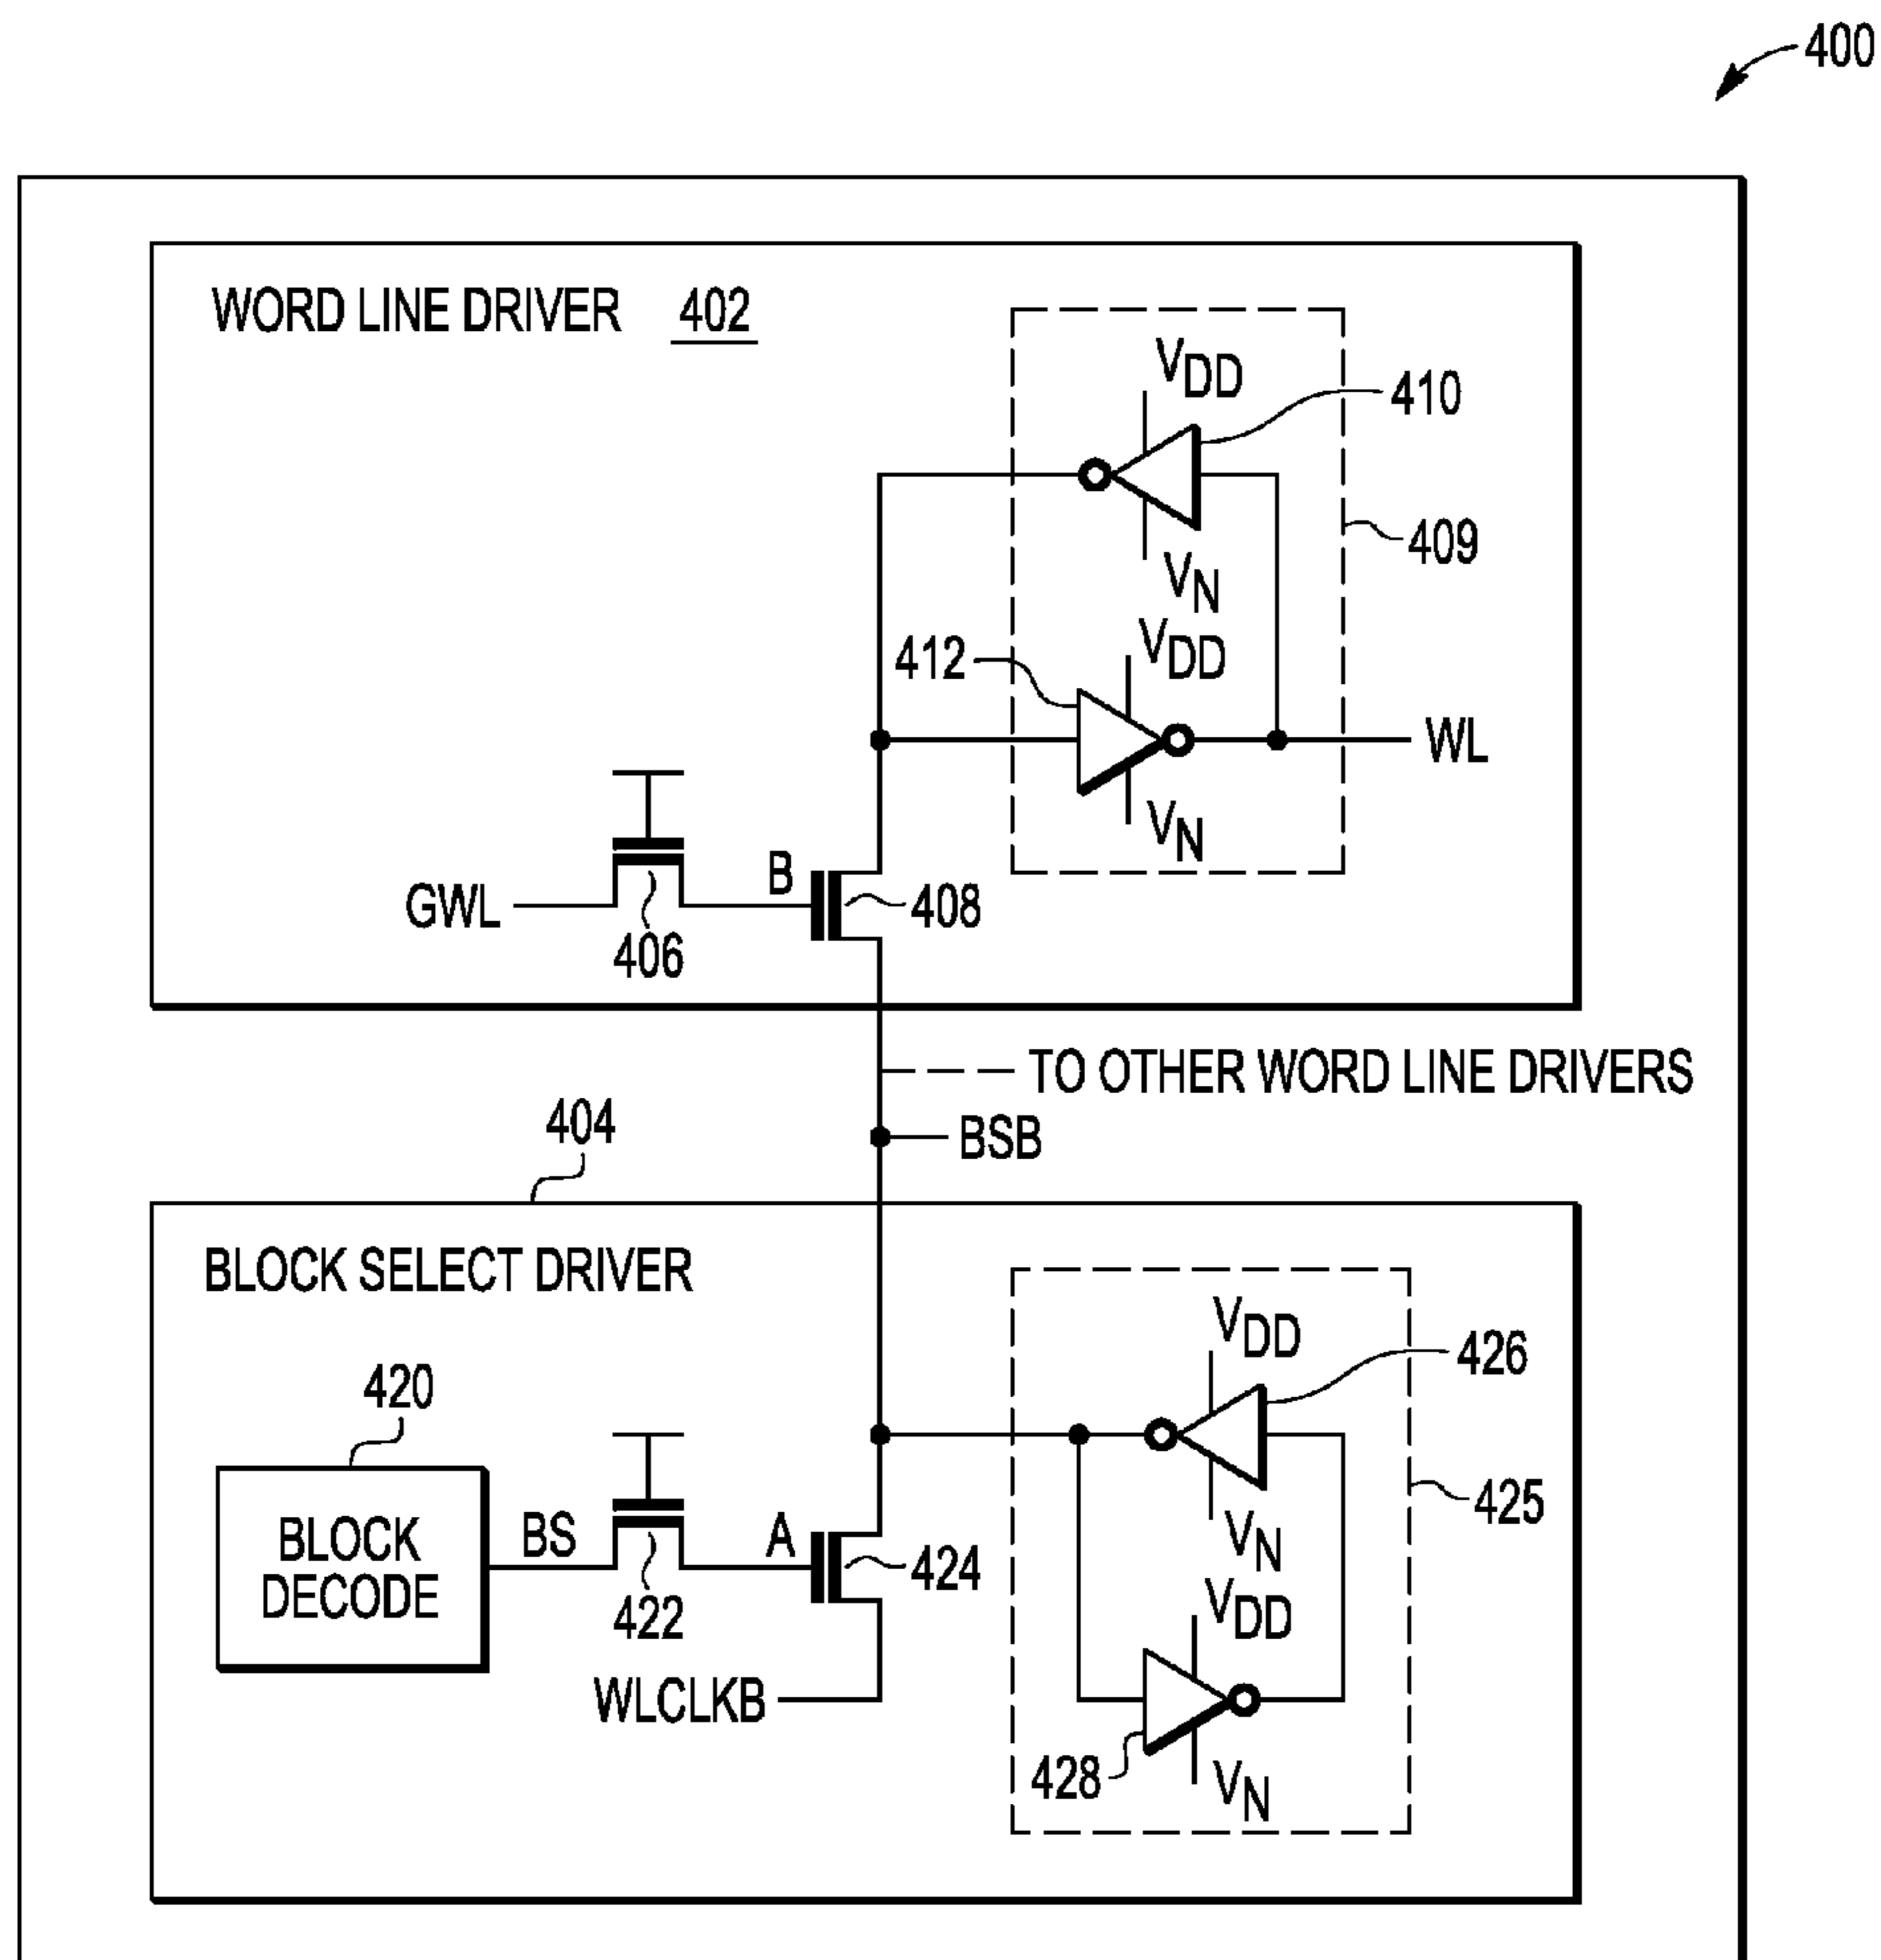 400
WORD LINE DRIVER 402
VDD
410
409
VN
VDD
412
WL
VN
B
GWL
408
406
TO OTHER WORD LINE DRIVERS
BSB
404
BLOCK SELECT DRIVER
VDD
426
420
425
BLOCK
DECODE
BS
A
424
VN
VDD
422
WLCLKB
428
VN